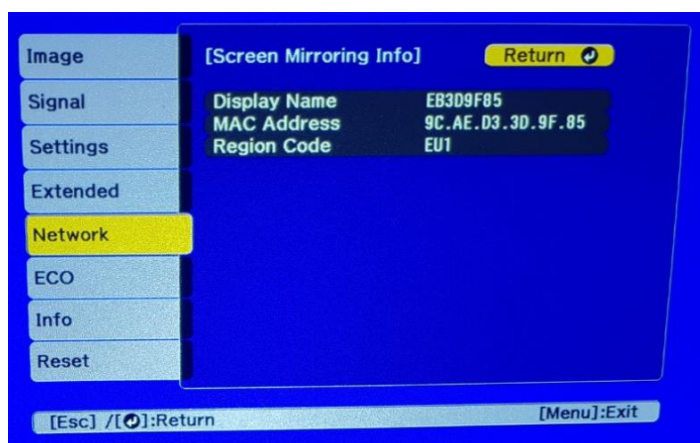 Image
Signal
Settings
Extended
Network
ECO
Info
Reset
[Screen Mirroring Info]
Return
Display Name EB3D9F85
MAC Address 9C.AE.D3.3D.9F.85
Region Code EU1
[Esc] /[ ]:Return [Menu]:Exit